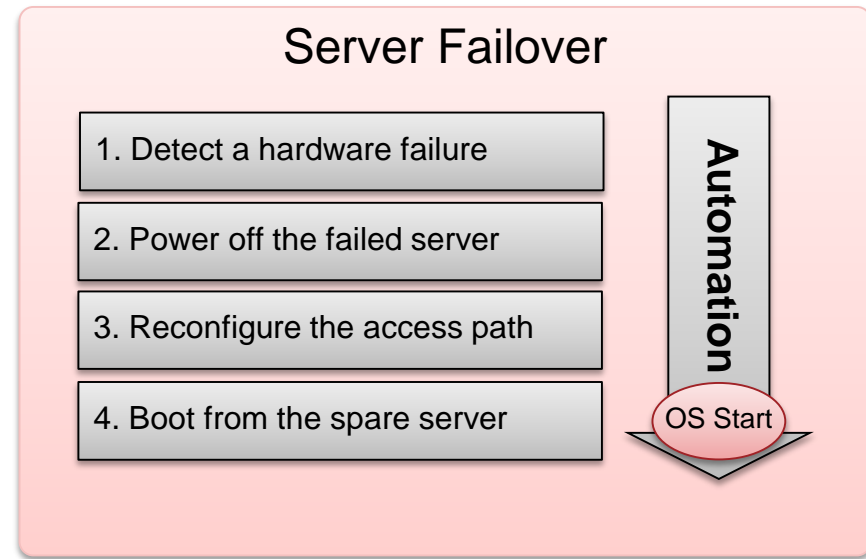 Server Failover
1. Detect a hardware failure
2. Power off the failed server
3. Reconfigure the access path
4. Boot from the spare server
Automation
OS Start